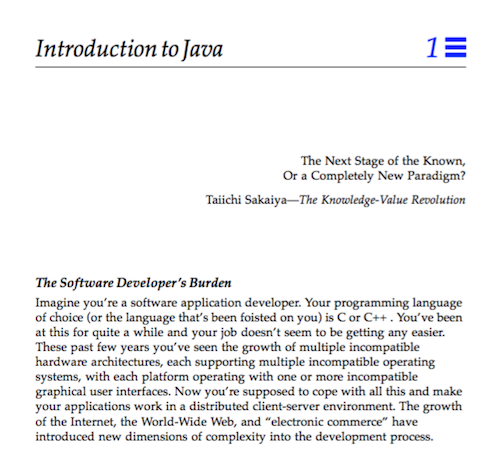 Introduction to Java 1
The Next Stage of the Known,
Or a Completely New Paradigm?
Taiichi Sakaiya—The Knowledge-Value Revolution
The Software Developer's Burden
Imagine you're a software application developer. Your programming language
of choice (or the language that's been foisted on you) is C or C++ . You've been
at this for quite a while and your job doesn't seem to be getting any easier.
These past few years you've seen the growth of multiple incompatible
hardware architectures, each supporting multiple incompatible operating
systems, with each platform operating with one or more incompatible
graphical user interfaces. Now you're supposed to cope with all this and make
your applications work in a distributed client-server environment. The growth
of the Internet, the World-Wide Web, and “electronic commerce” have
introduced new dimensions of complexity into the development process.